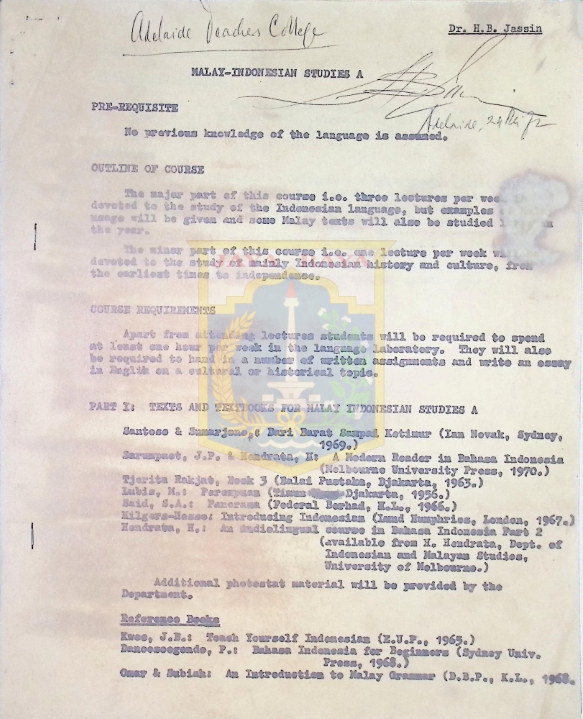 Adelaide Teachers College
Dr. H.B. Jassin
MALAY-INDONESIAN STUDIES A
Adelaide, 24
PRE-REQUISITE
No previous knowledge of the language is assumed.
OUTLINE OF COURSE
The major part of this course i.e. three lectures per
devoted to the study of the Indonesian language, but examples
usage will be given and some Malay texts will also be studied
the year.
The minor part of this course i.e. one lecture per week
devoted to the study of mainly Indonesian history and culture, from
the earliest times to independence.
COURSE REQUIREMENTS
Apart from attending lectures students will be required to spend
at least one hour per week in the language laboratory. They will also
be required to hand in a number of written assignments and write an essay
in English on a cultural or historical topic.
PART I: TEXTS AND TEXTBOOKS FOR MALAY INDONESIAN STUDIES A
Santoso & Sumarjono,: Dari Barat Sampai Ketimur (Ian Novak, Sydney,
1969.)
Sarumpaet, J.P. & Hendrata, H: A Modern Reader in Bahasa Indonesia
(Melbourne University Press, 1970.)
Tjerita Rakjat, Book 3 (Balai Pustaka, Djakarta, 1963.)
Lubis, M.: Perempuan (Timun Djakarta, 1956.)
Said, S.A.: Panorama (Federal Berhad, K.L., 1966.)
Hilgers-Hesse: Introducing Indonesian (Lund Humphries, London, 1967.)
Hendrata, H.: An Audiolingual course in Bahasa Indonesia Part 2
(available from H. Hendrata, Dept. of
Indonesian and Malayan Studies,
University of Melbourne.)
Additional photostat material will be provided by the
Department.
Reference Books
Kwee, J.B.: Teach Yourself Indonesian (E.U.P., 1965.)
Danoesoegondo, P.: Bahasa Indonesia for Beginners (Sydney Univ.
Press, 1968.)
Omar & Subiah: An Introduction to Malay Grammar (D.B.P., K.L., 1968.